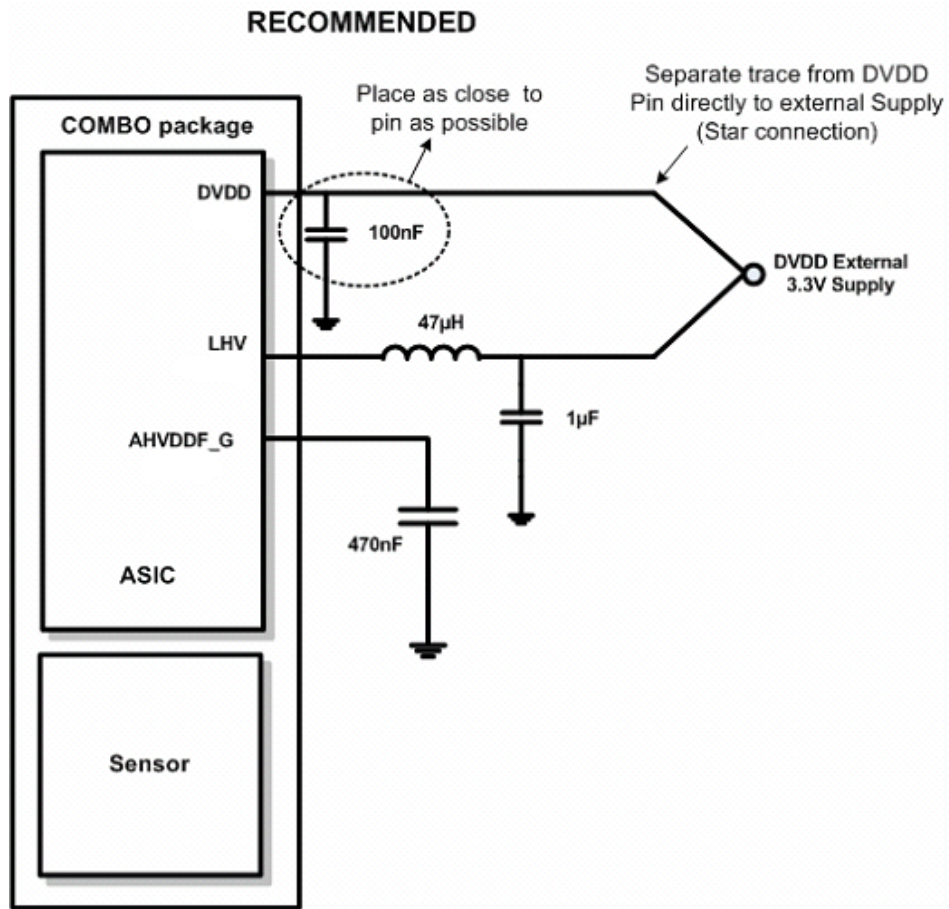 RECOMMENDED
Place as close to
pin as possible
Separate trace from DVDD
Pin directly to external Supply
(Star connection)
COMBO package
DVDD
100nF
DVDD External
3.3V Supply
LHV
47µH
1µF
AHVDDF_G
470nF
ASIC
Sensor